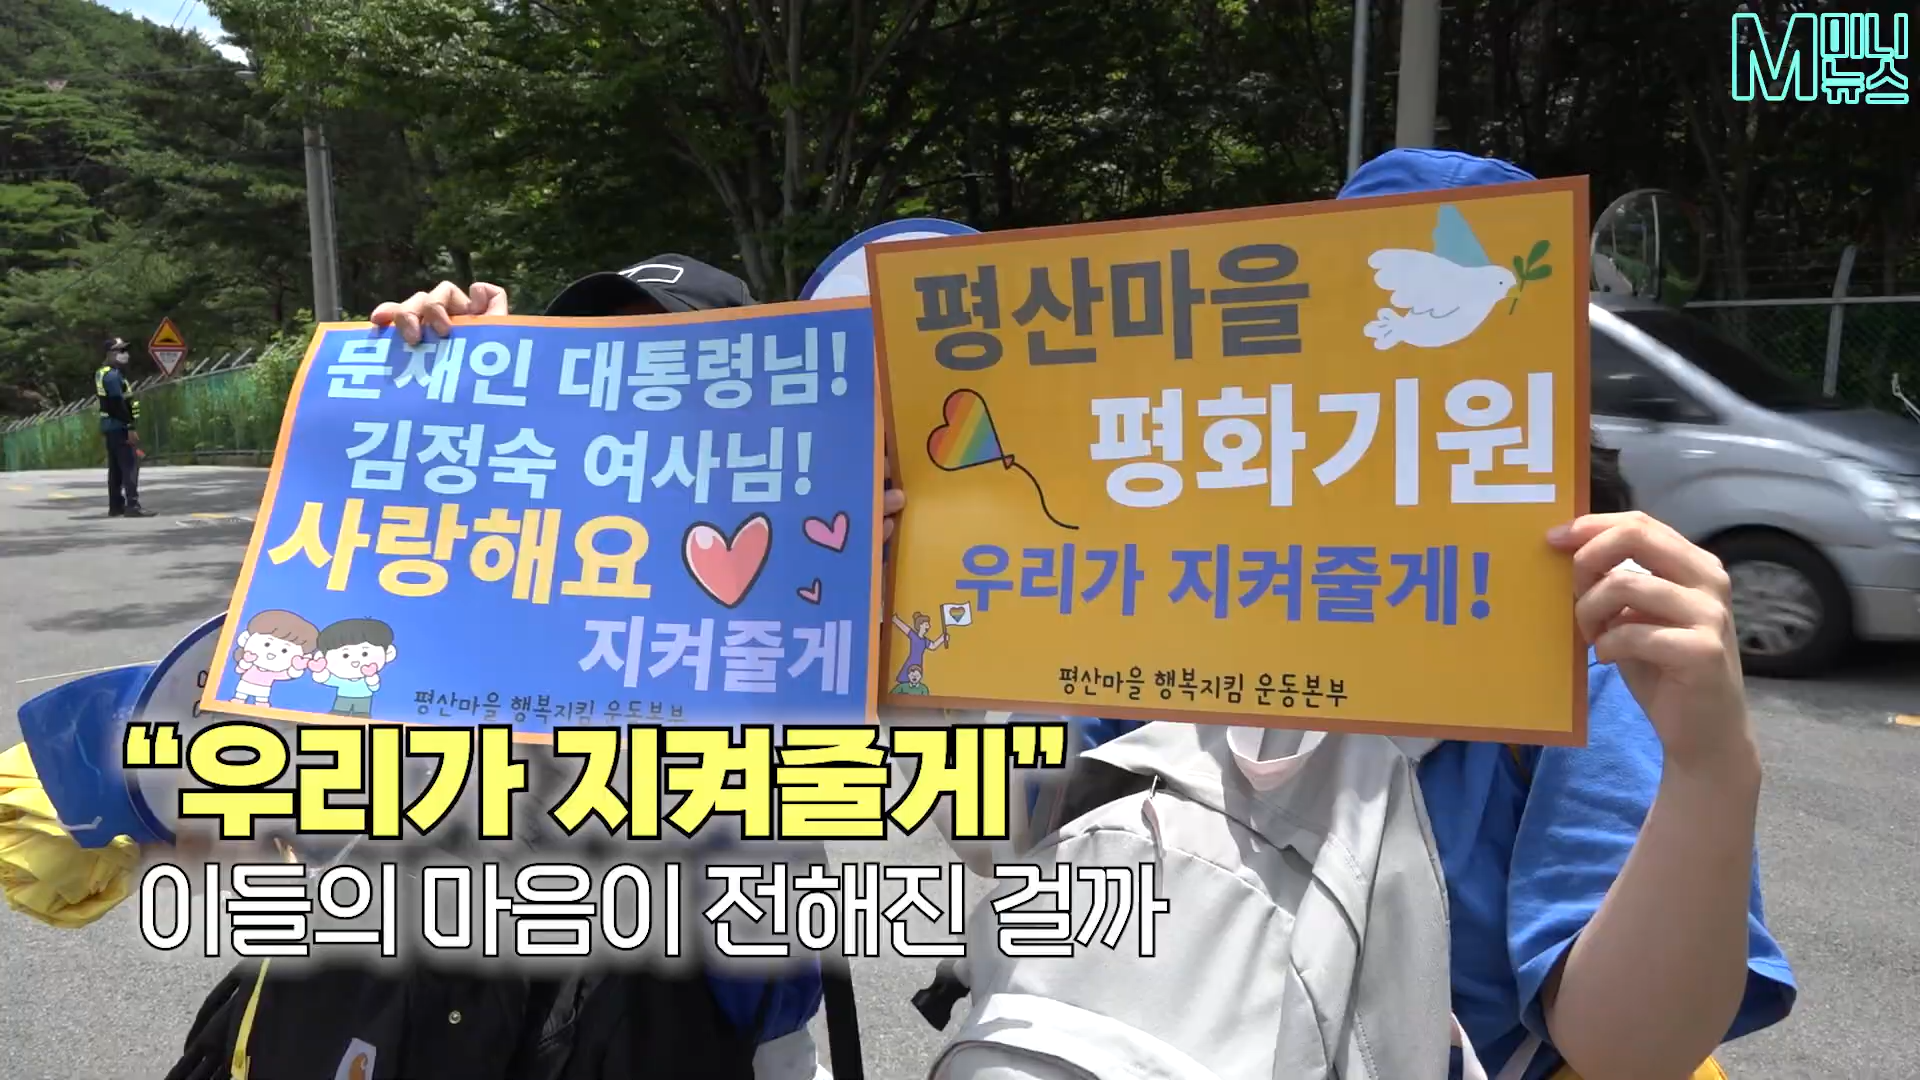 M미니
뉴스
문재인 대통령님!
김정숙 여사님!
사랑해요
지켜줄게
평산마을 행복지킴 운동본부
평산마을
평화기원
우리가 지켜줄게!
평산마을 행복지킴 운동본부
“우리가 지켜줄게”
이들의 마음이 전해진 걸까